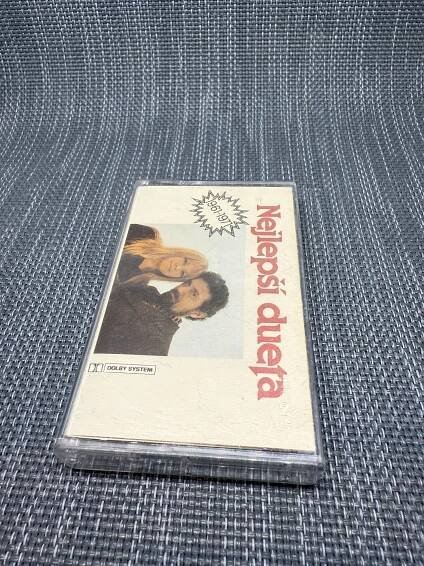 Nejlepší dueta
1961-1971
DOLBY SYSTEM